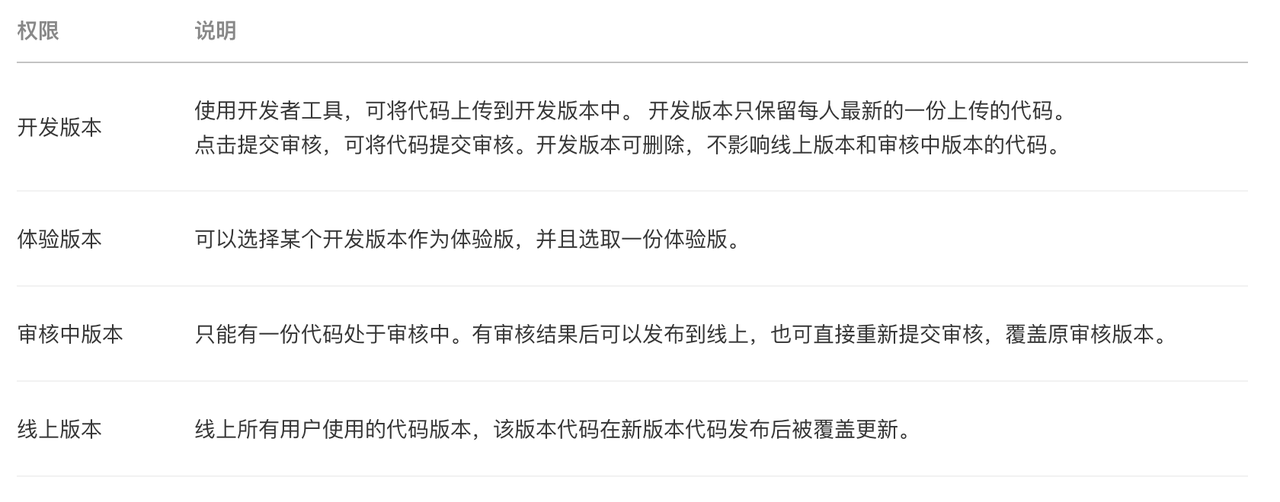 权限 说明
开发版本 使用开发者工具，可将代码上传到开发版本中。 开发版本只保留每人最新的一份上传的代码。
点击提交审核，可将代码提交审核。开发版本可删除，不影响线上版本和审核中版本的代码。
体验版本 可以选择某个开发版本作为体验版，并且选取一份体验版。
审核中版本 只能有一份代码处于审核中。有审核结果后可以发布到线上，也可直接重新提交审核，覆盖原审核版本。
线上版本 线上所有用户使用的代码版本，该版本代码在新版本代码发布后被覆盖更新。